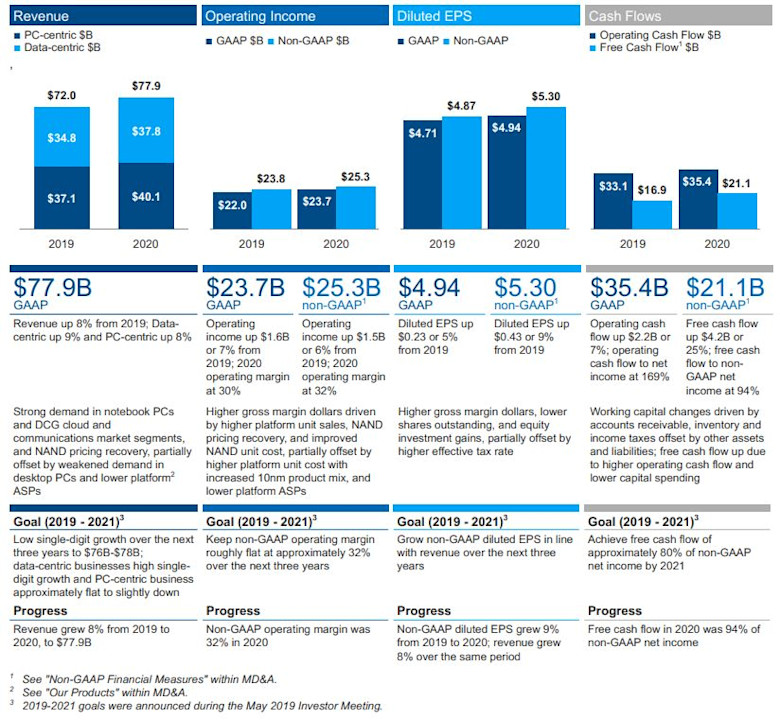 Revenue
PC-centric $B
Data-centric $B
'
$72.0
$34.8
$37.1
2019
$77.9
$37.8
$40.1
2020
$77.9B
GAAP
Revenue up 8% from 2019; Data-
centric up 9% and PC-centric up 8%
Strong demand in notebook PCs
and DCG cloud and
communications market segments,
and NAND pricing recovery, partially
offset by weakened demand in
desktop PCs and lower platform2
ASPs
Goal (2019 - 2021)3
Low single-digit growth over the next
three years to $76B-$78B;
data-centric businesses high single-
digit growth and PC-centric business
approximately flat to slightly down
Progress
Revenue grew 8% from 2019 to
2020, to $77.9B
Operating Income
GAAP $B Non-GAAP $B
$22.0
$23.8
2019
$23.7
$25.3
2020
$23.7B
GAAP
Operating
income up $1.6B
or 7% from
2019; 2020
operating margin
at 30%
$25.3B
non-GAAP1
Operating
income up $1.5B
or 6% from
2019; 2020
operating margin
at 32%
Higher gross margin dollars driven
by higher platform unit sales, NAND
pricing recovery, and improved
NAND unit cost, partially offset by
higher platform unit cost with
increased 10nm product mix, and
lower platform ASPs
Goal (2019 - 2021)3
Keep non-GAAP operating margin
roughly flat at approximately 32%
over the next three years
Progress
Non-GAAP operating margin was
32% in 2020
Diluted EPS
GAAP Non-GAAP
$4.71
$4.87
2019
$4.94
$5.30
2020
$4.94
GAAP
Diluted EPS up
$0.23 or 5%
from 2019
$5.30
non-GAAP1
Diluted EPS up
$0.43 or 9%
from 2019
Higher gross margin dollars, lower
shares outstanding, and equity
investment gains, partially offset by
higher effective tax rate
Goal (2019 - 2021)3
Grow non-GAAP diluted EPS in line
with revenue over the next three
years
Progress
Non-GAAP diluted EPS grew 9%
from 2019 to 2020; revenue grew
8% over the same period
Cash Flows
Operating Cash Flow $B
Free Cash Flow1 $B
$33.1
$16.9
2019
$35.4
$21.1
2020
$35.4B
GAAP
Operating cash
flow up $2.2B or
7%; operating
cash flow to net
income at 169%
$21.1B
non-GAAP1
Free cash flow
up $4.2B or
25%; free cash
flow to non-
GAAP net
income at 94%
Working capital changes driven by
accounts receivable, inventory and
income taxes offset by other assets
and liabilities; free cash flow up due
to higher operating cash flow and
lower capital spending
Goal (2019 - 2021)3
Achieve free cash flow of
approximately 80% of non-GAAP
net income by 2021
Progress
Free cash flow in 2020 was 94% of
non-GAAP net income
1 See "Non-GAAP Financial Measures" within MD&A.
2 See "Our Products" within MD&A.
3 2019-2021 goals were announced during the May 2019 Investor Meeting.